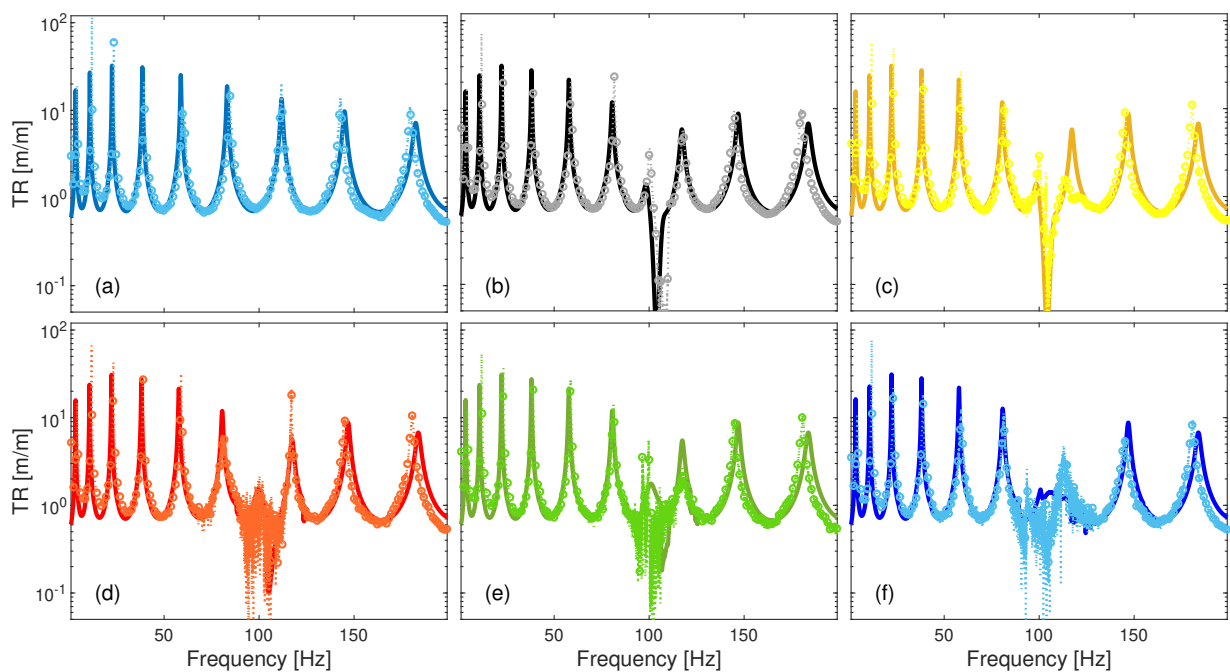 10²
10¹
10⁰
10⁻¹
TR [m/m]
(a)
(b)
(c)
10²
10¹
10⁰
10⁻¹
TR [m/m]
(d)
(e)
(f)
50 100 150
50 100 150
50 100 150
Frequency [Hz]
Frequency [Hz]
Frequency [Hz]